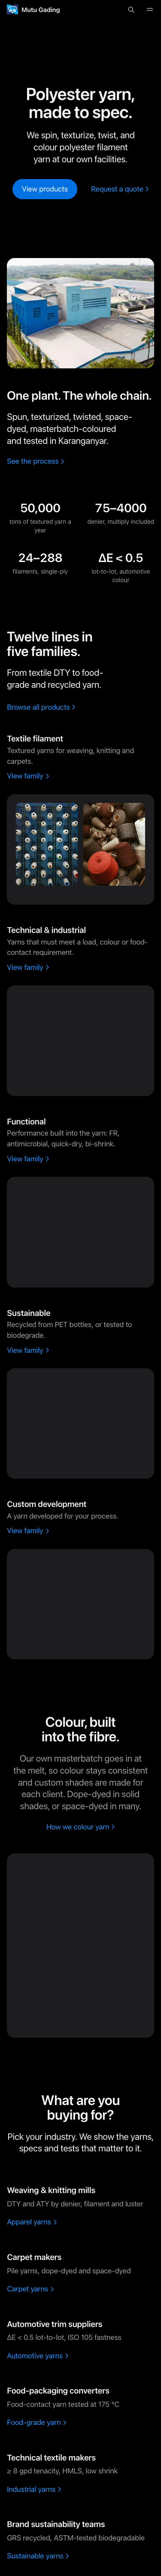 Mutu Gading
Polyester yarn,
made to spec.
We spin, texturize, twist, and
colour polyester filament
yarn at our own facilities.
View products
Request a quote >
One plant. The whole chain.
Spun, texturized, twisted, space-
dyed, masterbatch-coloured
and tested in Karanganyar.
See the process >
50,000
tons of textured yarn a
year
75–4000
denier, multiply included
24–288
filaments, single-ply
ΔE < 0.5
lot-to-lot, automotive
colour
Twelve lines in
five families.
From textile DTY to food-
grade and recycled yarn.
Browse all products >
Textile filament
Textured yarns for weaving, knitting and
carpets.
View family >
Technical & industrial
Yarns that must meet a load, colour or food-
contact requirement.
View family >
Functional
Performance built into the yarn: FR,
antimicrobial, quick-dry, bi-shrink.
View family >
Sustainable
Recycled from PET bottles, or tested to
biodegrade.
View family >
Custom development
A yarn developed for your process.
View family >
Colour, built
into the fibre.
Our own masterbatch goes in at
the melt, so colour stays consistent
and custom shades are made for
each client. Dope-dyed in solid
shades, or space-dyed in many.
How we colour yarn >
What are you
buying for?
Pick your industry. We show the yarns,
specs and tests that matter to it.
Weaving & knitting mills
DTY and ATY by denier, filament and luster
Apparel yarns >
Carpet makers
Pile yarns, dope-dyed and space-dyed
Carpet yarns >
Automotive trim suppliers
ΔE < 0.5 lot-to-lot, ISO 105 fastness
Automotive yarns >
Food-packaging converters
Food-contact yarn tested at 175 °C
Food-grade yarn >
Technical textile makers
≥ 8 gpd tenacity, HMLS, low shrink
Industrial yarns >
Brand sustainability teams
GRS recycled, ASTM-tested biodegradable
Sustainable yarns >